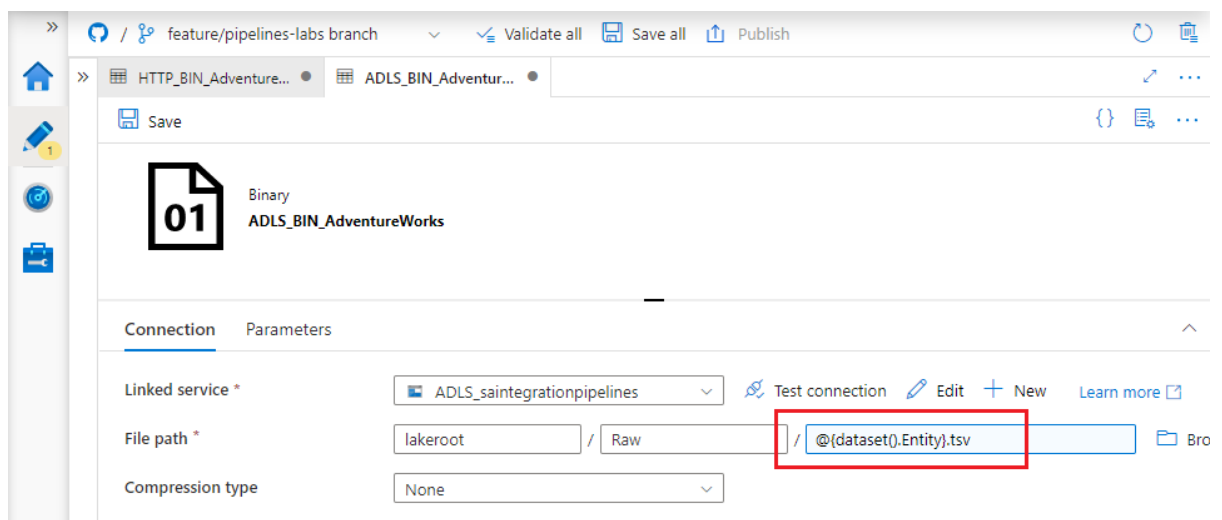 / feature/pipelines-labs branch Validate all Save all Publish
HTTP_BIN_Adventure... ADLS_BIN_Adventur...
Save {}
1
01
Binary
ADLS_BIN_AdventureWorks
Connection Parameters
Linked service * ADLS_saintegrationpipelines Test connection Edit New Learn more
File path * lakeroot / Raw / @{dataset().Entity}.tsv Bro
Compression type None